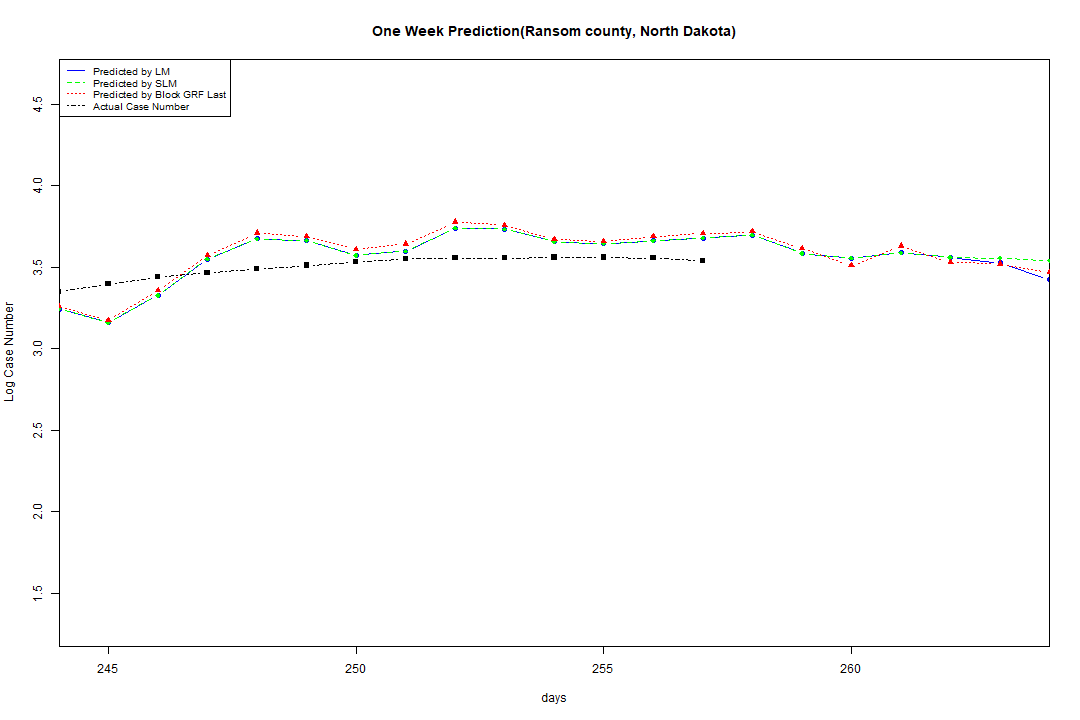 One Week Prediction(Ransom county, North Dakota)
Predicted by LM
Predicted by SLM
Predicted by Block GRF Last
Actual Case Number
4.5
4.0
3.5
3.0
2.5
2.0
1.5
Log Case Number
245
250
255
260
days